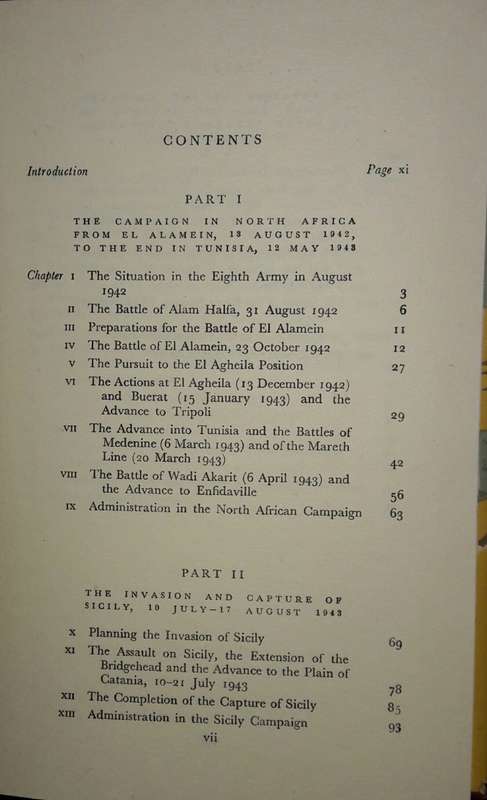 CONTENTS
Introduction Page xi
PART I
THE CAMPAIGN IN NORTH AFRICA
FROM EL ALAMEIN, 13 AUGUST 1942,
TO THE END IN TUNISIA, 12 MAY 1943
Chapter I The Situation in the Eighth Army in August
1942 3
II The Battle of Alam Halfa, 31 August 1942 6
III Preparations for the Battle of El Alamein 11
IV The Battle of El Alamein, 23 October 1942 12
V The Pursuit to the El Agheila Position 27
VI The Actions at El Agheila (13 December 1942)
and Buerat (15 January 1943) and the
Advance to Tripoli 29
VII The Advance into Tunisia and the Battles of
Medenine (6 March 1943) and of the Mareth
Line (20 March 1943) 42
VIII The Battle of Wadi Akarit (6 April 1943) and
the Advance to Enfidaville 56
IX Administration in the North African Campaign 63
PART II
THE INVASION AND CAPTURE OF
SICILY, 10 JULY–17 AUGUST 1943
X Planning the Invasion of Sicily 69
XI The Assault on Sicily, the Extension of the
Bridgehead and the Advance to the Plain of
Catania, 10–21 July 1943 78
XII The Completion of the Capture of Sicily 85
XIII Administration in the Sicily Campaign 93
vii